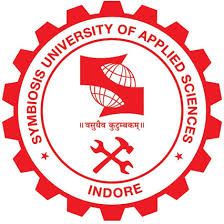 SYMBIOSIS UNIVERSITY OF APPLIED SCIENCES
॥ वसुधैव कुटुम्बकम् ॥
INDORE